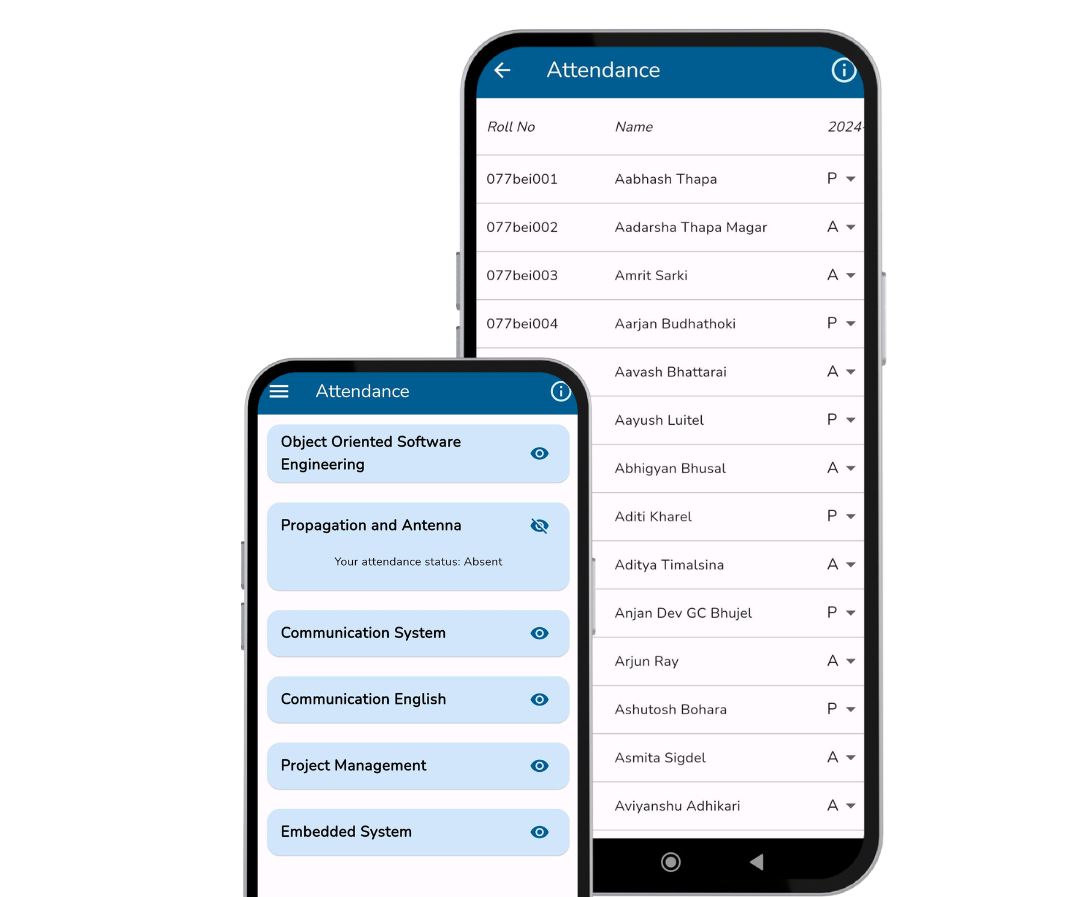 Attendance
Roll No Name 2024-
077bei001 Aabhash Thapa P
077bei002 Aadarsha Thapa Magar A
077bei003 Amrit Sarki A
077bei004 Aarjan Budhathoki P
Aavash Bhattarai A
Aayush Luitel P
Abhigyan Bhusal A
Aditi Kharel P
Aditya Timalsina A
Anjan Dev GC Bhujel P
Arjun Ray A
Ashutosh Bohara P
Asmita Sigdel A
Aviyanshu Adhikari A
Attendance
Object Oriented Software
Engineering
Propagation and Antenna
Your attendance status: Absent
Communication System
Communication English
Project Management
Embedded System